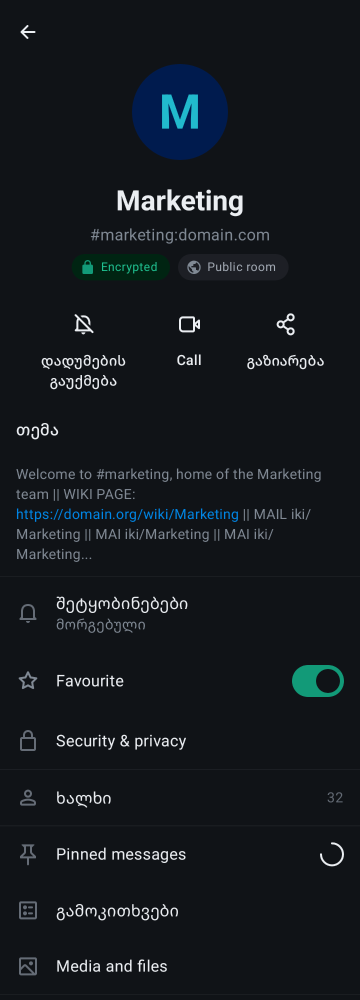 M
Marketing
#marketing:domain.com
Encrypted
Public room
დადუმების
გაუქმება
Call
გაზიარება
თემა
Welcome to #marketing, home of the Marketing
team || WIKI PAGE:
https://domain.org/wiki/Marketing || MAIL iki/
Marketing || MAI iki/Marketing || MAI iki/
Marketing...
შეტყობინებები
მორგებული
Favourite
Security & privacy
ხალხი
32
Pinned messages
გამოკითხვები
Media and files